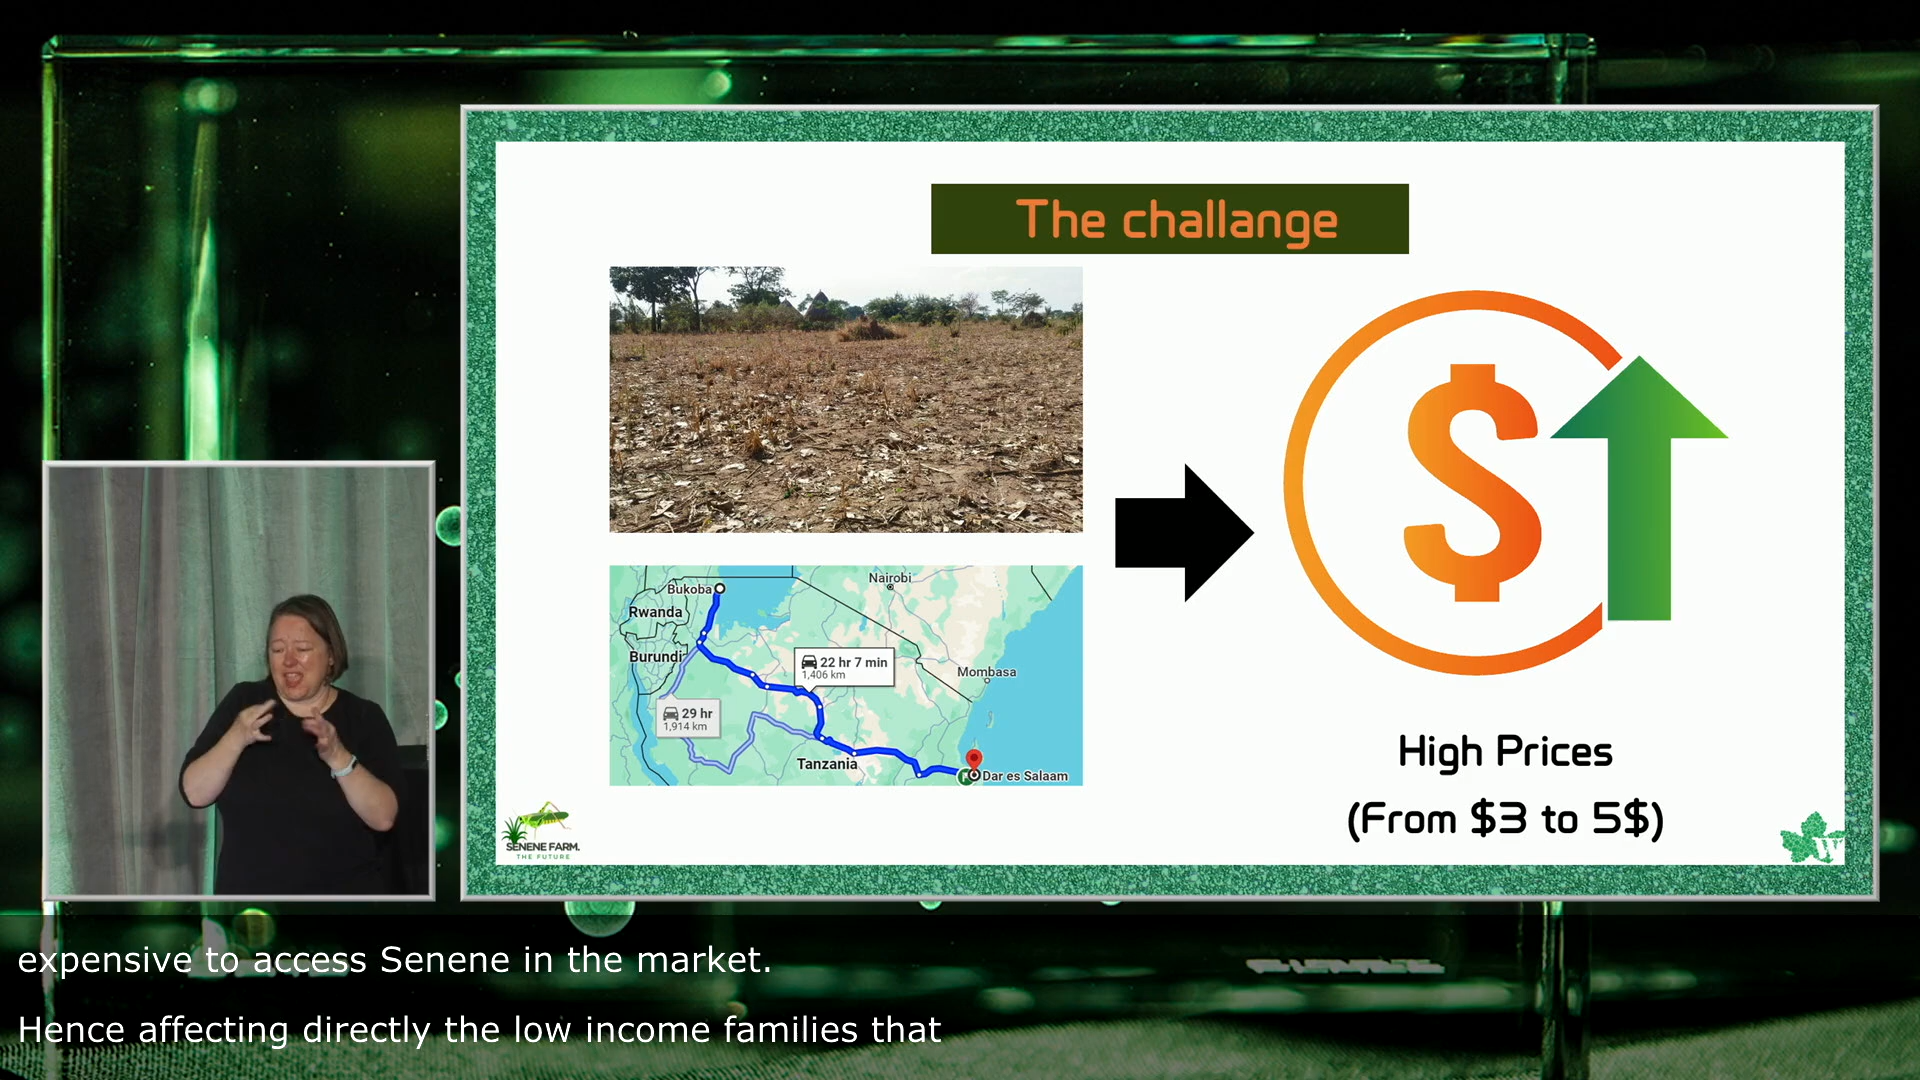 The challange
Bukoba
Nairobi
Rwanda
Burundi
22 hr 7 min
1,406 km
Mombasa
29 hr
1,914 km
Tanzania
Dar es Salaam
High Prices
(From $3 to 5$)
SENENE FARM.
THE FUTURE
expensive to access Senene in the market.
Hence affecting directly the low income families that